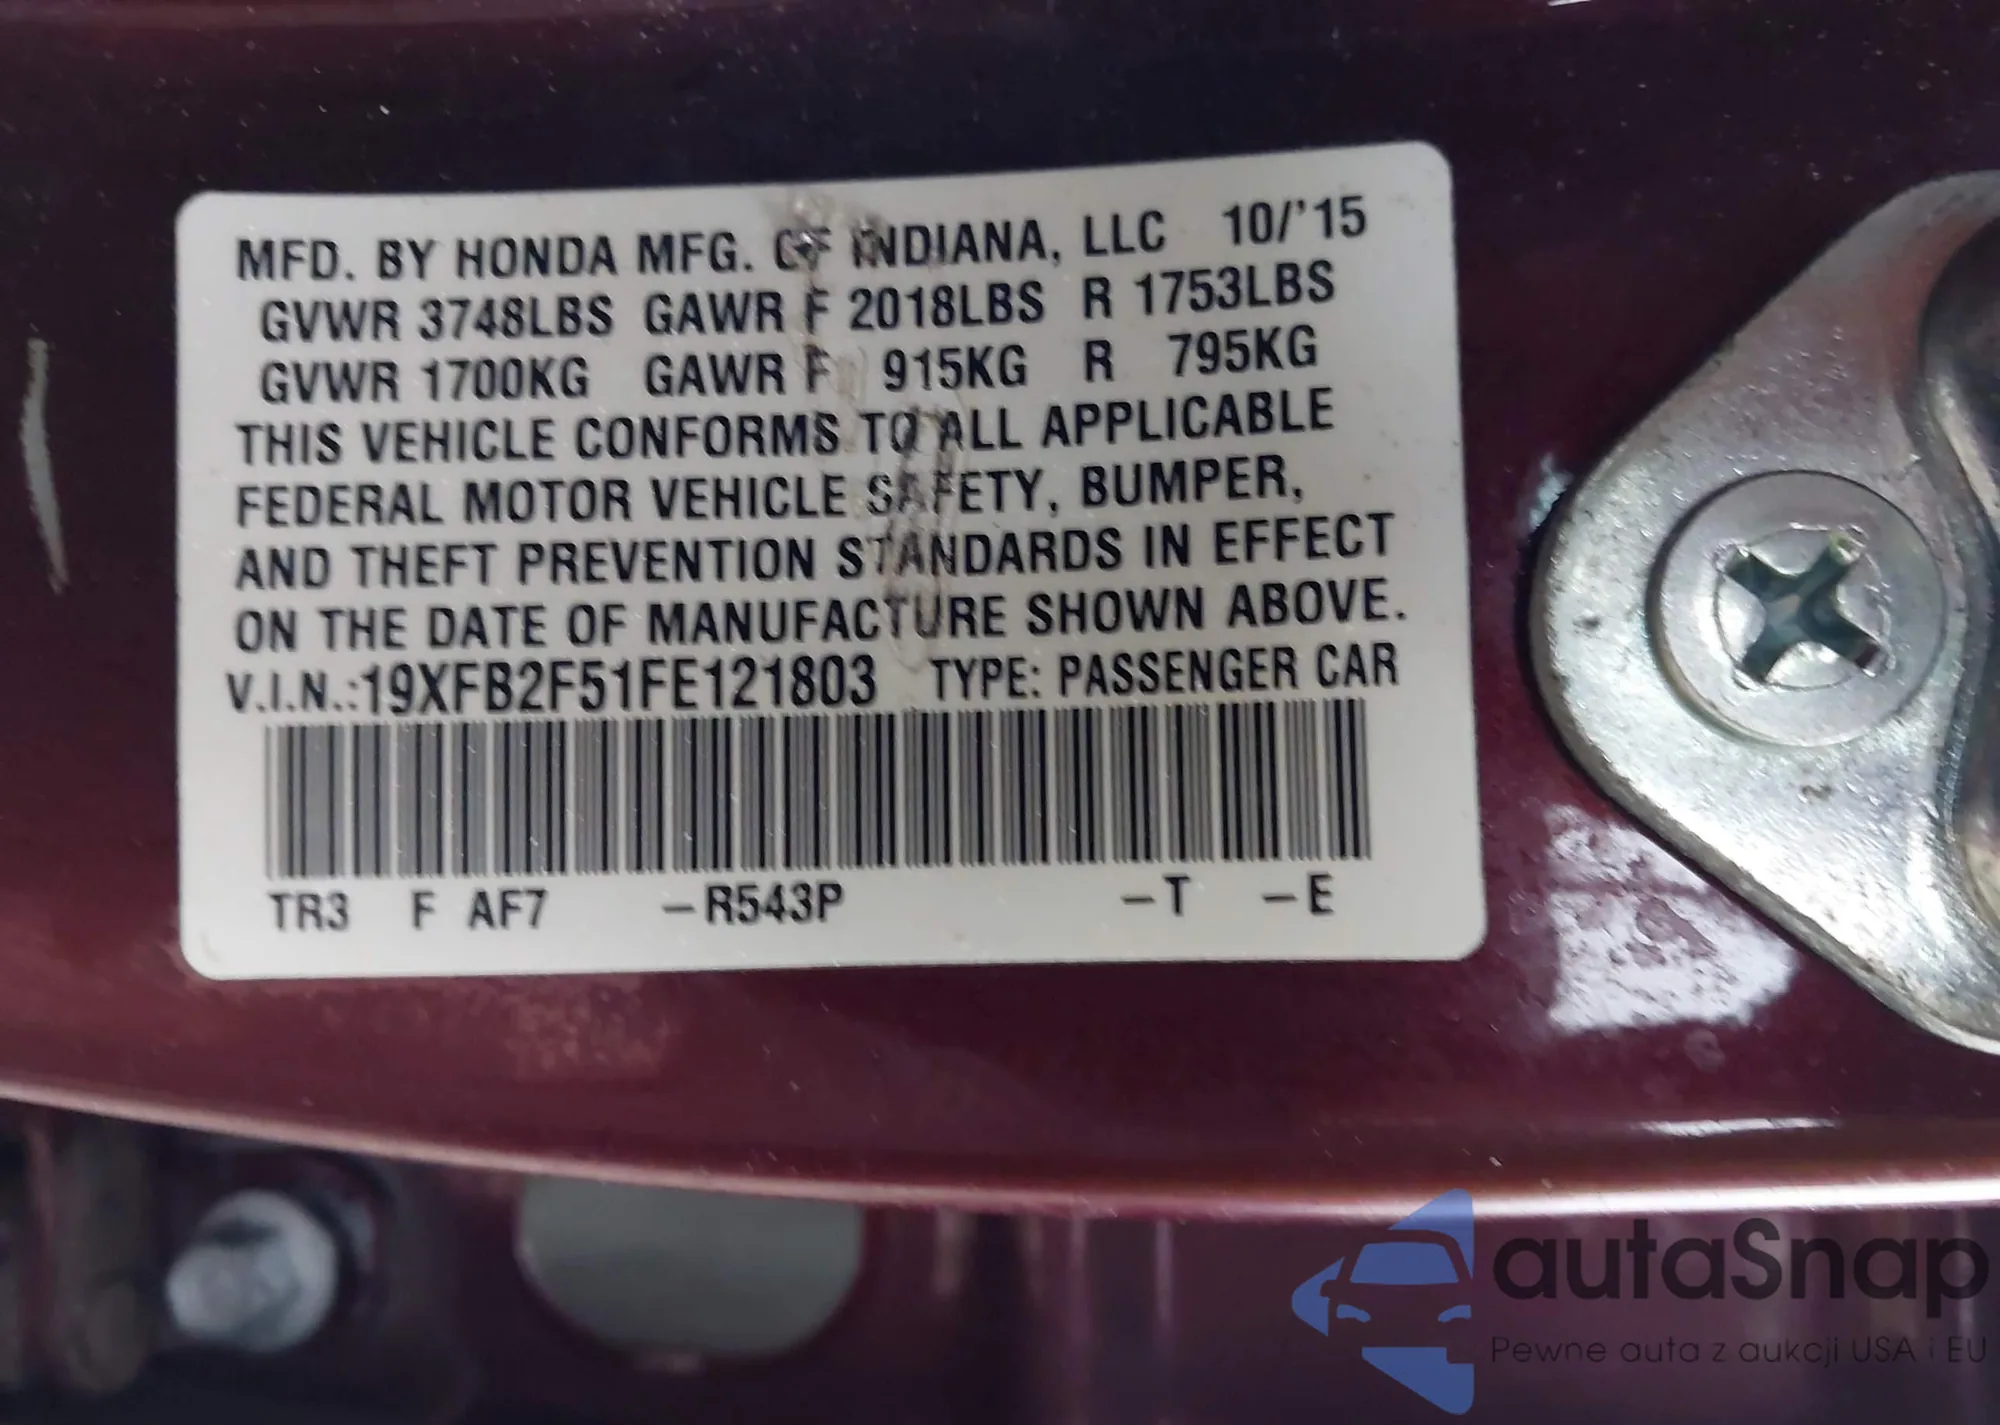 MFD. BY HONDA MFG. OF INDIANA, LLC 10/'15
GVWR 3748LBS GAWR F 2018LBS R 1753LBS
GVWR 1700KG GAWR F 915KG R 795KG
THIS VEHICLE CONFORMS TO ALL APPLICABLE
FEDERAL MOTOR VEHICLE SAFETY, BUMPER,
AND THEFT PREVENTION STANDARDS IN EFFECT
ON THE DATE OF MANUFACTURE SHOWN ABOVE.
V.I.N.:19XFB2F51FE121803 TYPE: PASSENGER CAR
TR3 F AF7 –R543P –T –E
autaSnap
Pewne auta z aukcji USA i EU